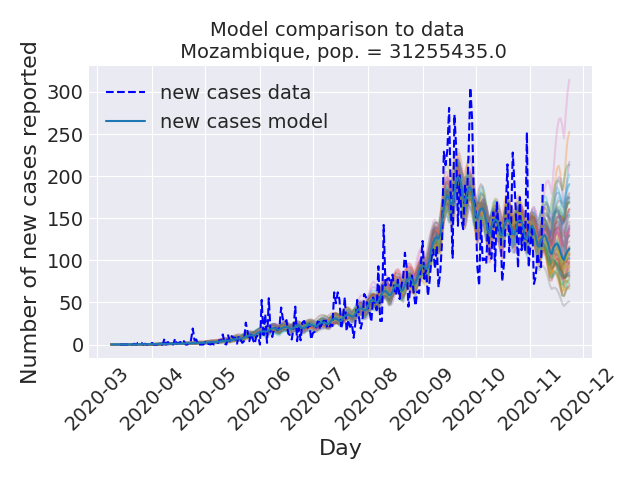 Model comparison to data
Mozambique, pop. = 31255435.0
Number of new cases reported
300
250
200
150
100
50
0
new cases data
new cases model
2020-03
2020-04
2020-05
2020-06
2020-07
2020-08
2020-09
2020-10
2020-11
2020-12
Day